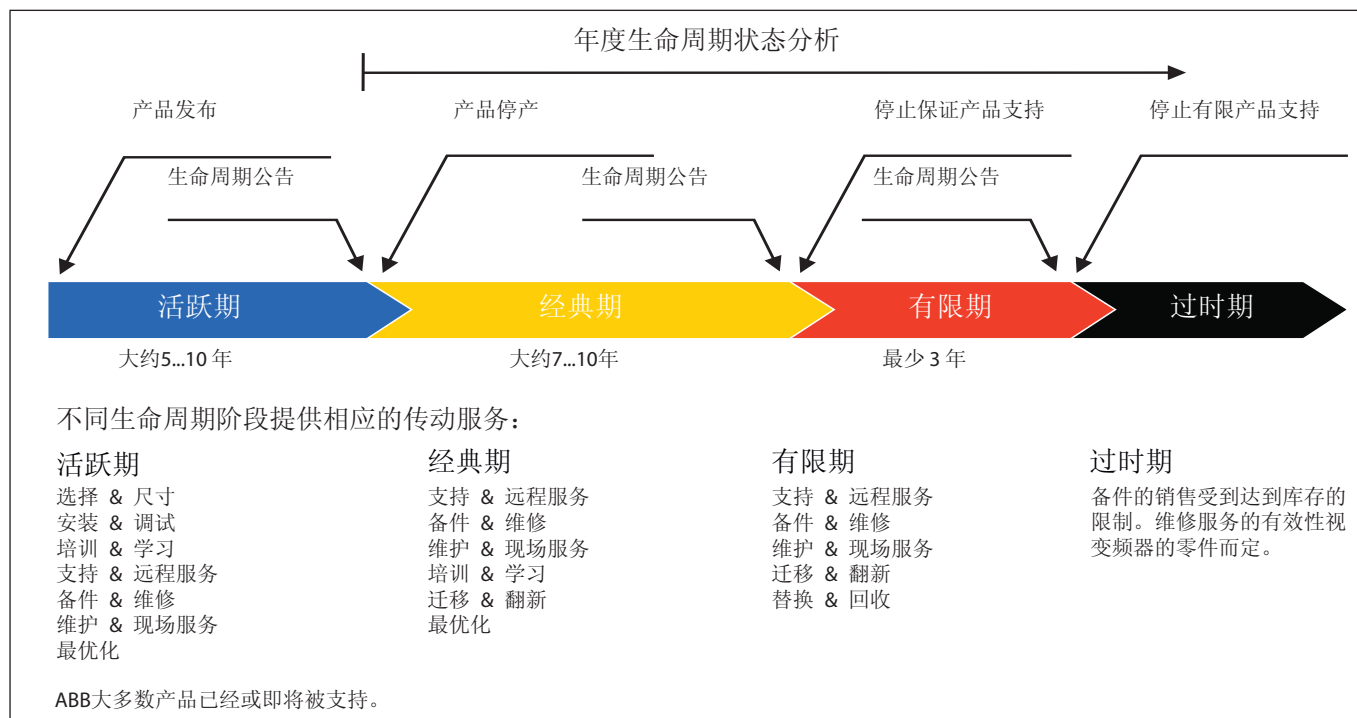 年度生命周期状态分析
产品发布
产品停产
停止保证产品支持
停止有限产品支持
生命周期公告
生命周期公告
生命周期公告
活跃期
经典期
有限期
过时期
大约5...10 年
大约7...10年
最少 3 年
不同生命周期阶段提供相应的传动服务：
活跃期
选择 & 尺寸
安装 & 调试
培训 & 学习
支持 & 远程服务
备件 & 维修
维护 & 现场服务
最优化
经典期
支持 & 远程服务
备件 & 维修
维护 & 现场服务
培训 & 学习
迁移 & 翻新
最优化
有限期
支持 & 远程服务
备件 & 维修
维护 & 现场服务
迁移 & 翻新
替换 & 回收
过时期
备件的销售受到达到库存的
限制。维修服务的有效性视
变频器的零件而定。
ABB大多数产品已经或即将被支持。